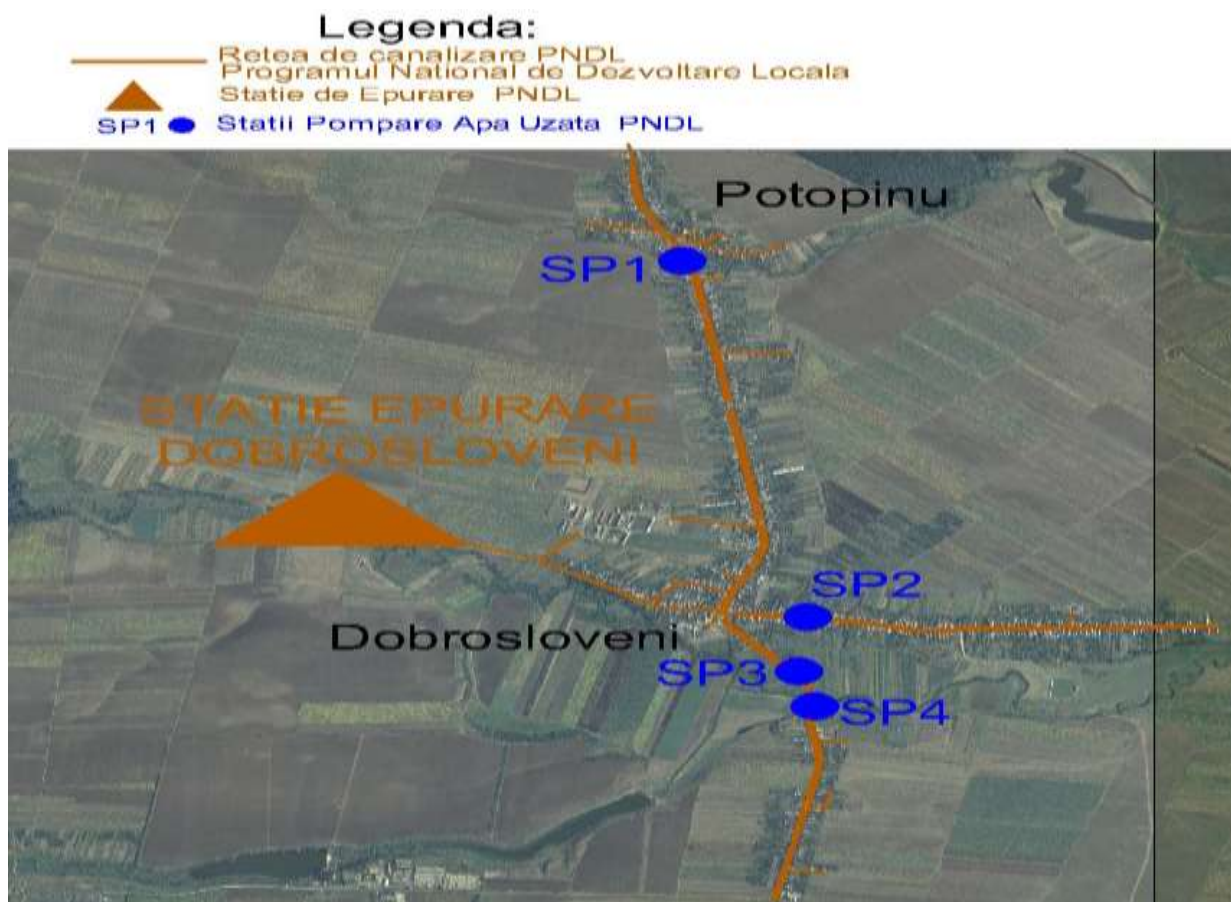 Legenda:
Retea de canalizare PNDL
Programul National de Dezvoltare Locala
Statie de Epurare PNDL
SP1 Statii Pompare Apa Uzata PNDL
Potopinu
SP1
STATIE EPURARE
DOBROSLOVENI
SP2
Dobrosloveni
SP3
SP4